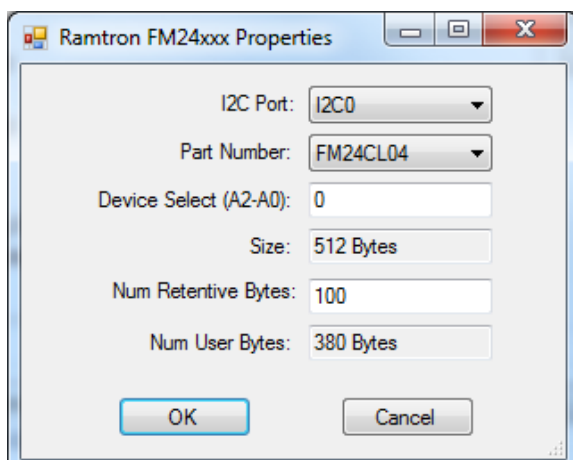 Ramtron FM24xxx Properties
I2C Port: I2C0
Part Number: FM24CL04
Device Select (A2-A0): 0
Size: 512 Bytes
Num Retentive Bytes: 100
Num User Bytes: 380 Bytes
OK Cancel